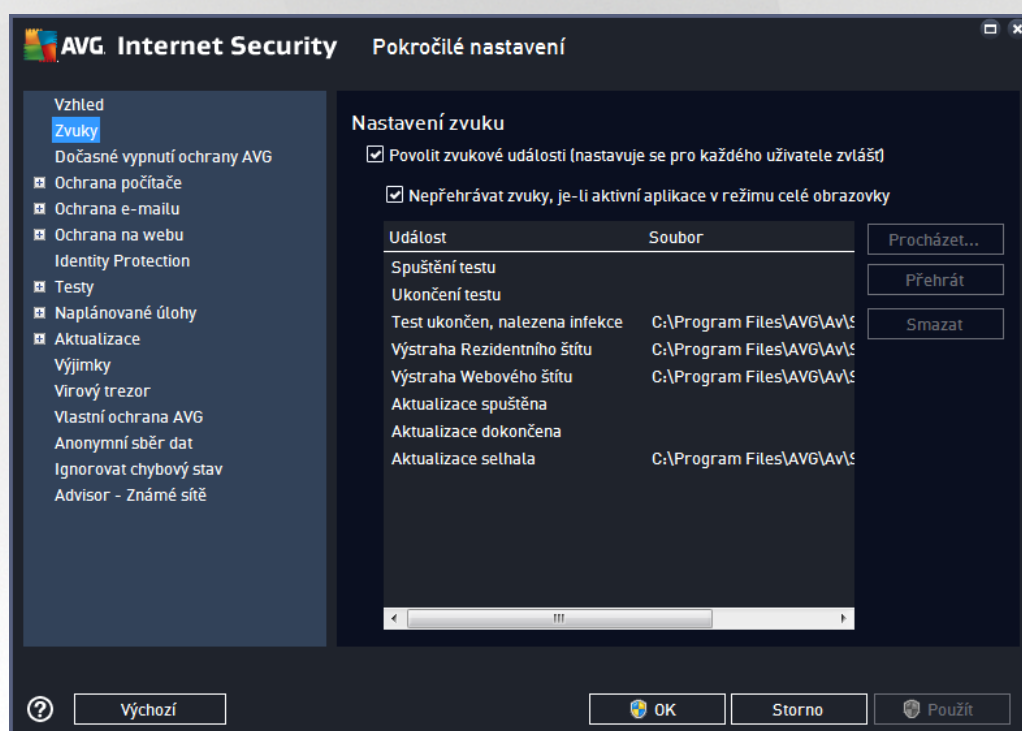 AVG. Internet Security Pokročilé nastavení
Vzhled
Zvuky
Dočasné vypnutí ochrany AVG
Ochrana počítače
Ochrana e-mailu
Ochrana na webu
Identity Protection
Testy
Naplánované úlohy
Aktualizace
Výjimky
Virový trezor
Vlastní ochrana AVG
Anonymní sběr dat
Ignorovat chybový stav
Advisor - Známé sítě
Nastavení zvuku
Povolit zvukové události (nastavuje se pro každého uživatele zvlášť)
Nepřehrávat zvuky, je-li aktivní aplikace v režimu celé obrazovky
Událost Soubor
Spuštění testu
Ukončení testu
Test ukončen, nalezena infekce C:\Program Files\AVG\Av\S
Výstraha Rezidentního štítu C:\Program Files\AVG\Av\S
Výstraha Webového štítu C:\Program Files\AVG\Av\S
Aktualizace spuštěna
Aktualizace dokončena
Aktualizace selhala C:\Program Files\AVG\Av\S
Procházet...
Přehrát
Smazat
Výchozí
OK
Storno
Použít